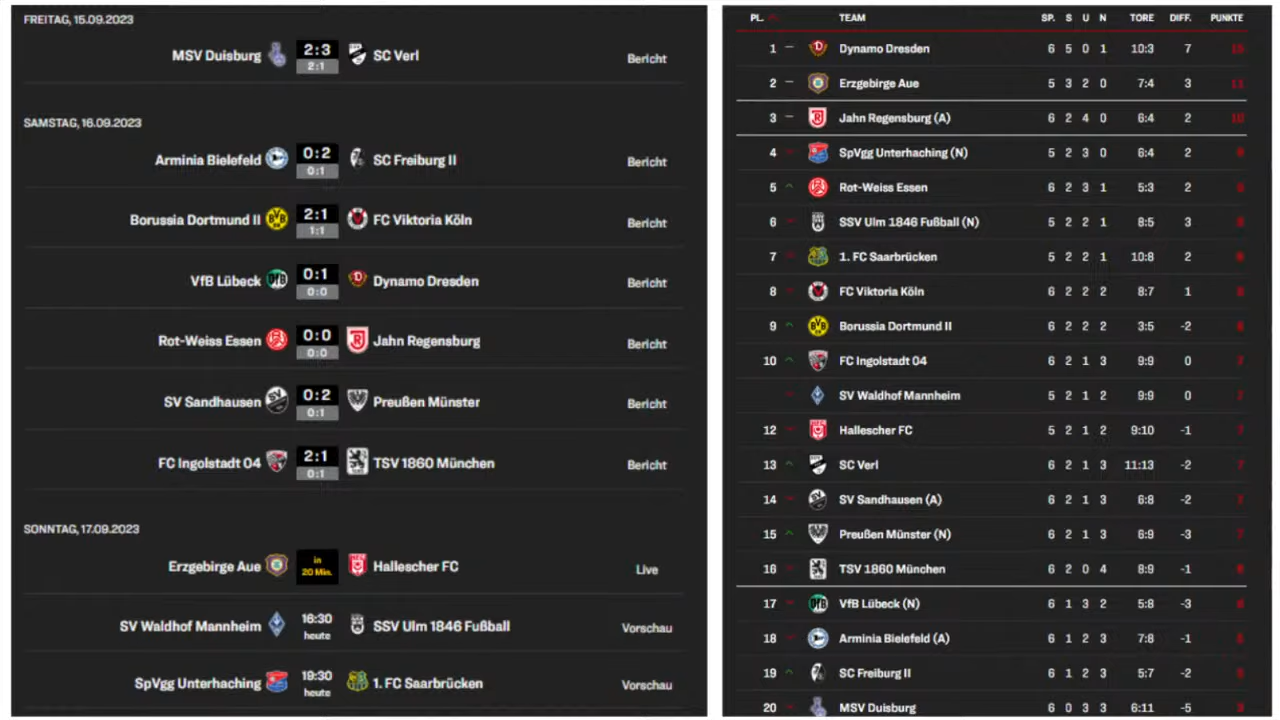 FREITAG, 15.09.2023
MSV Duisburg 2:3 SC Verl Bericht
2:1
SAMSTAG, 16.09.2023
Arminia Bielefeld 0:2 SC Freiburg II Bericht
0:1
Borussia Dortmund II 2:1 FC Viktoria Köln Bericht
1:1
VfB Lübeck 0:1 Dynamo Dresden Bericht
0:0
Rot-Weiss Essen 0:0 Jahn Regensburg Bericht
0:0
SV Sandhausen 0:2 Preußen Münster Bericht
0:1
FC Ingolstadt 04 2:1 TSV 1860 München Bericht
0:1
SONNTAG, 17.09.2023
Erzgebirge Aue in 20 Min. Hallescher FC Live
SV Waldhof Mannheim 16:30 SSV Ulm 1846 Fußball Vorschau
heute
SpVgg Unterhaching 19:30 1. FC Saarbrücken Vorschau
heute
PL. TEAM SP. S U N TORE DIFF. PUNKTE
1 Dynamo Dresden 6 5 0 1 10:3 7 15
2 Erzgebirge Aue 5 3 2 0 7:4 3 11
3 Jahn Regensburg (A) 6 2 4 0 6:4 2 10
4 SpVgg Unterhaching (N) 5 2 3 0 6:4 2
5 Rot-Weiss Essen 6 2 3 1 5:3 2
6 SSV Ulm 1846 Fußball (N) 5 2 2 1 8:5 3
7 1. FC Saarbrücken 5 2 2 1 10:8 2
8 FC Viktoria Köln 6 2 2 2 8:7 1
9 Borussia Dortmund II 6 2 2 2 3:5 -2
10 FC Ingolstadt 04 6 2 1 3 9:9 0 7
SV Waldhof Mannheim 5 2 1 2 9:9 0 7
12 Hallescher FC 5 2 1 2 9:10 -1 7
13 SC Verl 6 2 1 3 11:13 -2 7
14 SV Sandhausen (A) 6 2 1 3 6:8 -2 7
15 Preußen Münster (N) 6 2 1 3 6:9 -3 7
16 TSV 1860 München 6 2 0 4 8:9 -1
17 VfB Lübeck (N) 6 1 3 2 5:8 -3
18 Arminia Bielefeld (A) 6 1 2 3 7:8 -1
19 SC Freiburg II 6 1 2 3 5:7 -2
20 MSV Duisburg 6 0 3 3 6:11 -5